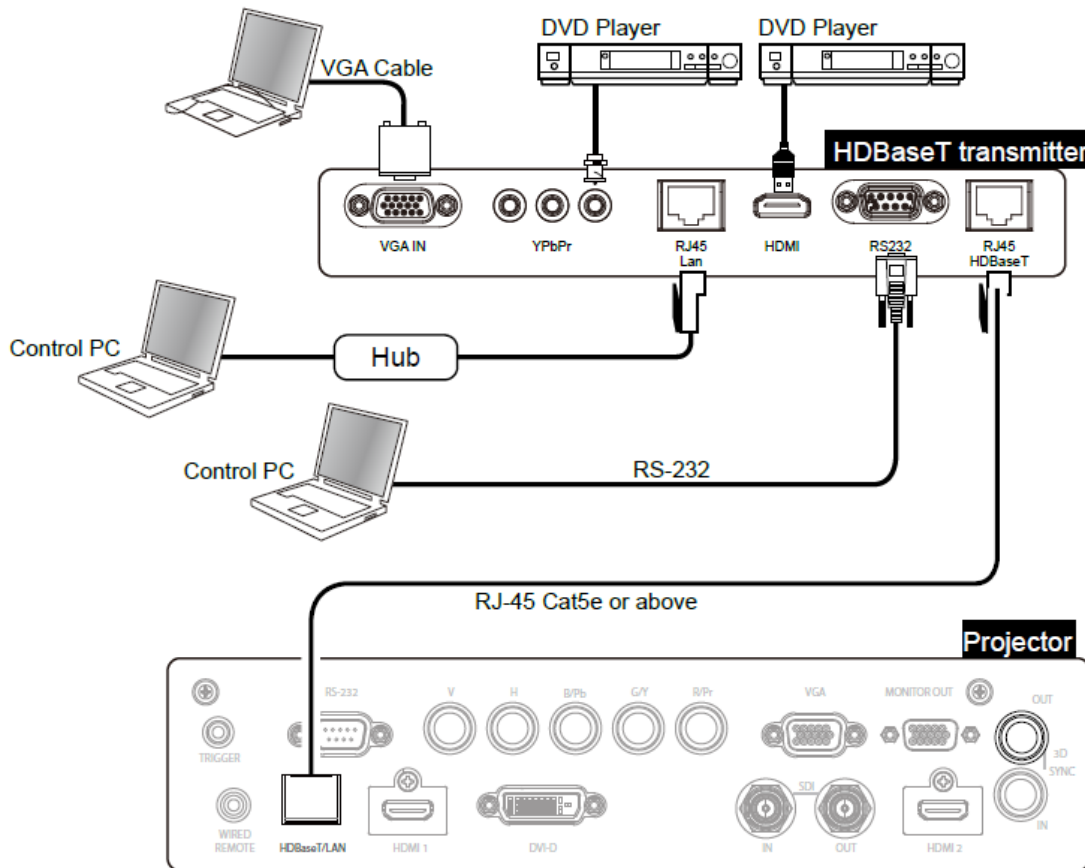 DVD Player
DVD Player
VGA Cable
HDBaseT transmitter
VGA IN
YPbPr
RJ45
Lan
HDMI
RS232
RJ45
HDBaseT
Control PC
Hub
Control PC
RS-232
RJ-45 Cat5e or above
Projector
RS-232
V
H
B/Pb
G/Y
R/Pr
VGA
MONITOR OUT
OUT
TRIGGER
3D
SYNC
SDI
WIRED
REMOTE
HDBaseT/LAN
HDMI 1
DVI-D
IN
OUT
HDMI 2
IN